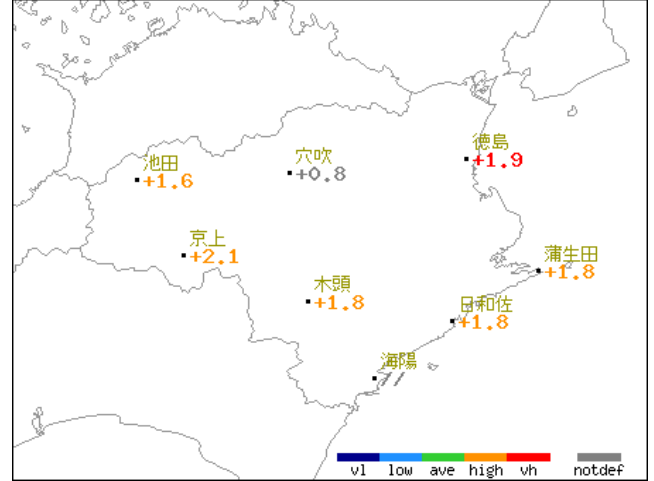 徳島
+1.9
穴吹
+0.8
池田
+1.6
京上
+2.1
蒲生田
+1.8
木頭
+1.8
日和佐
+1.8
海陽
//
vl low ave high vh notdef